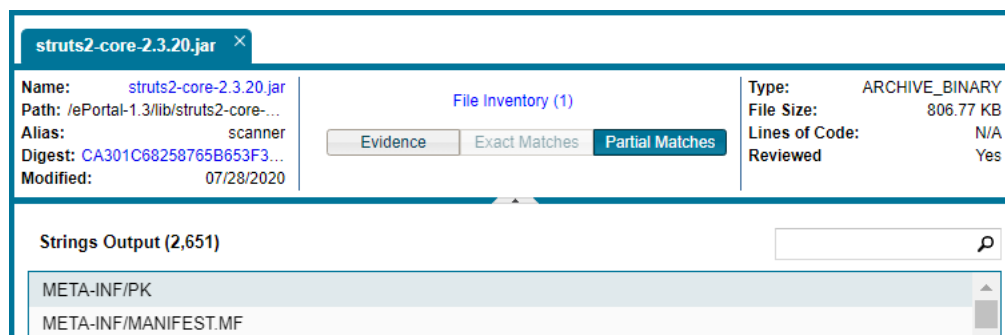 struts2-core-2.3.20.jar ×
Name: struts2-core-2.3.20.jar
Path: /ePortal-1.3/lib/struts2-core-...
Alias: scanner
Digest: CA301C68258765B653F3...
Modified: 07/28/2020
File Inventory (1)
Evidence Exact Matches Partial Matches
Type: ARCHIVE_BINARY
File Size: 806.77 KB
Lines of Code: N/A
Reviewed Yes
Strings Output (2,651)
META-INF/PK
META-INF/MANIFEST.MF